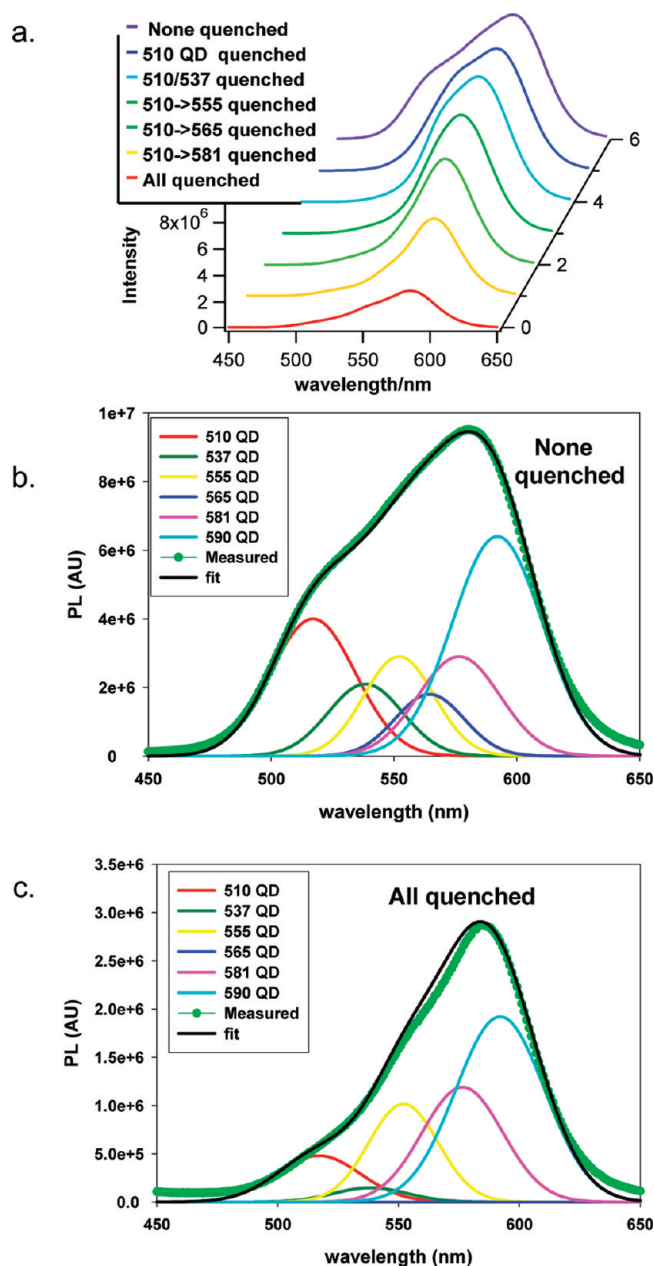 a.
None quenched
510 QD quenched
510/537 quenched
510->555 quenched
510->565 quenched
510->581 quenched
All quenched
6
4
2
0
8x10^6
6
4
2
0
Intensity
450 500 550 600 650
wavelength/nm
b.
1e+7
8e+6
6e+6
4e+6
2e+6
0
PL (AU)
510 QD
537 QD
555 QD
565 QD
581 QD
590 QD
Measured
fit
None
quenched
450 500 550 600 650
wavelength (nm)
c.
3.5e+6
3.0e+6
2.5e+6
2.0e+6
1.5e+6
1.0e+6
5.0e+5
0.0
PL (AU)
510 QD
537 QD
555 QD
565 QD
581 QD
590 QD
Measured
fit
All quenched
450 500 550 600 650
wavelength (nm)